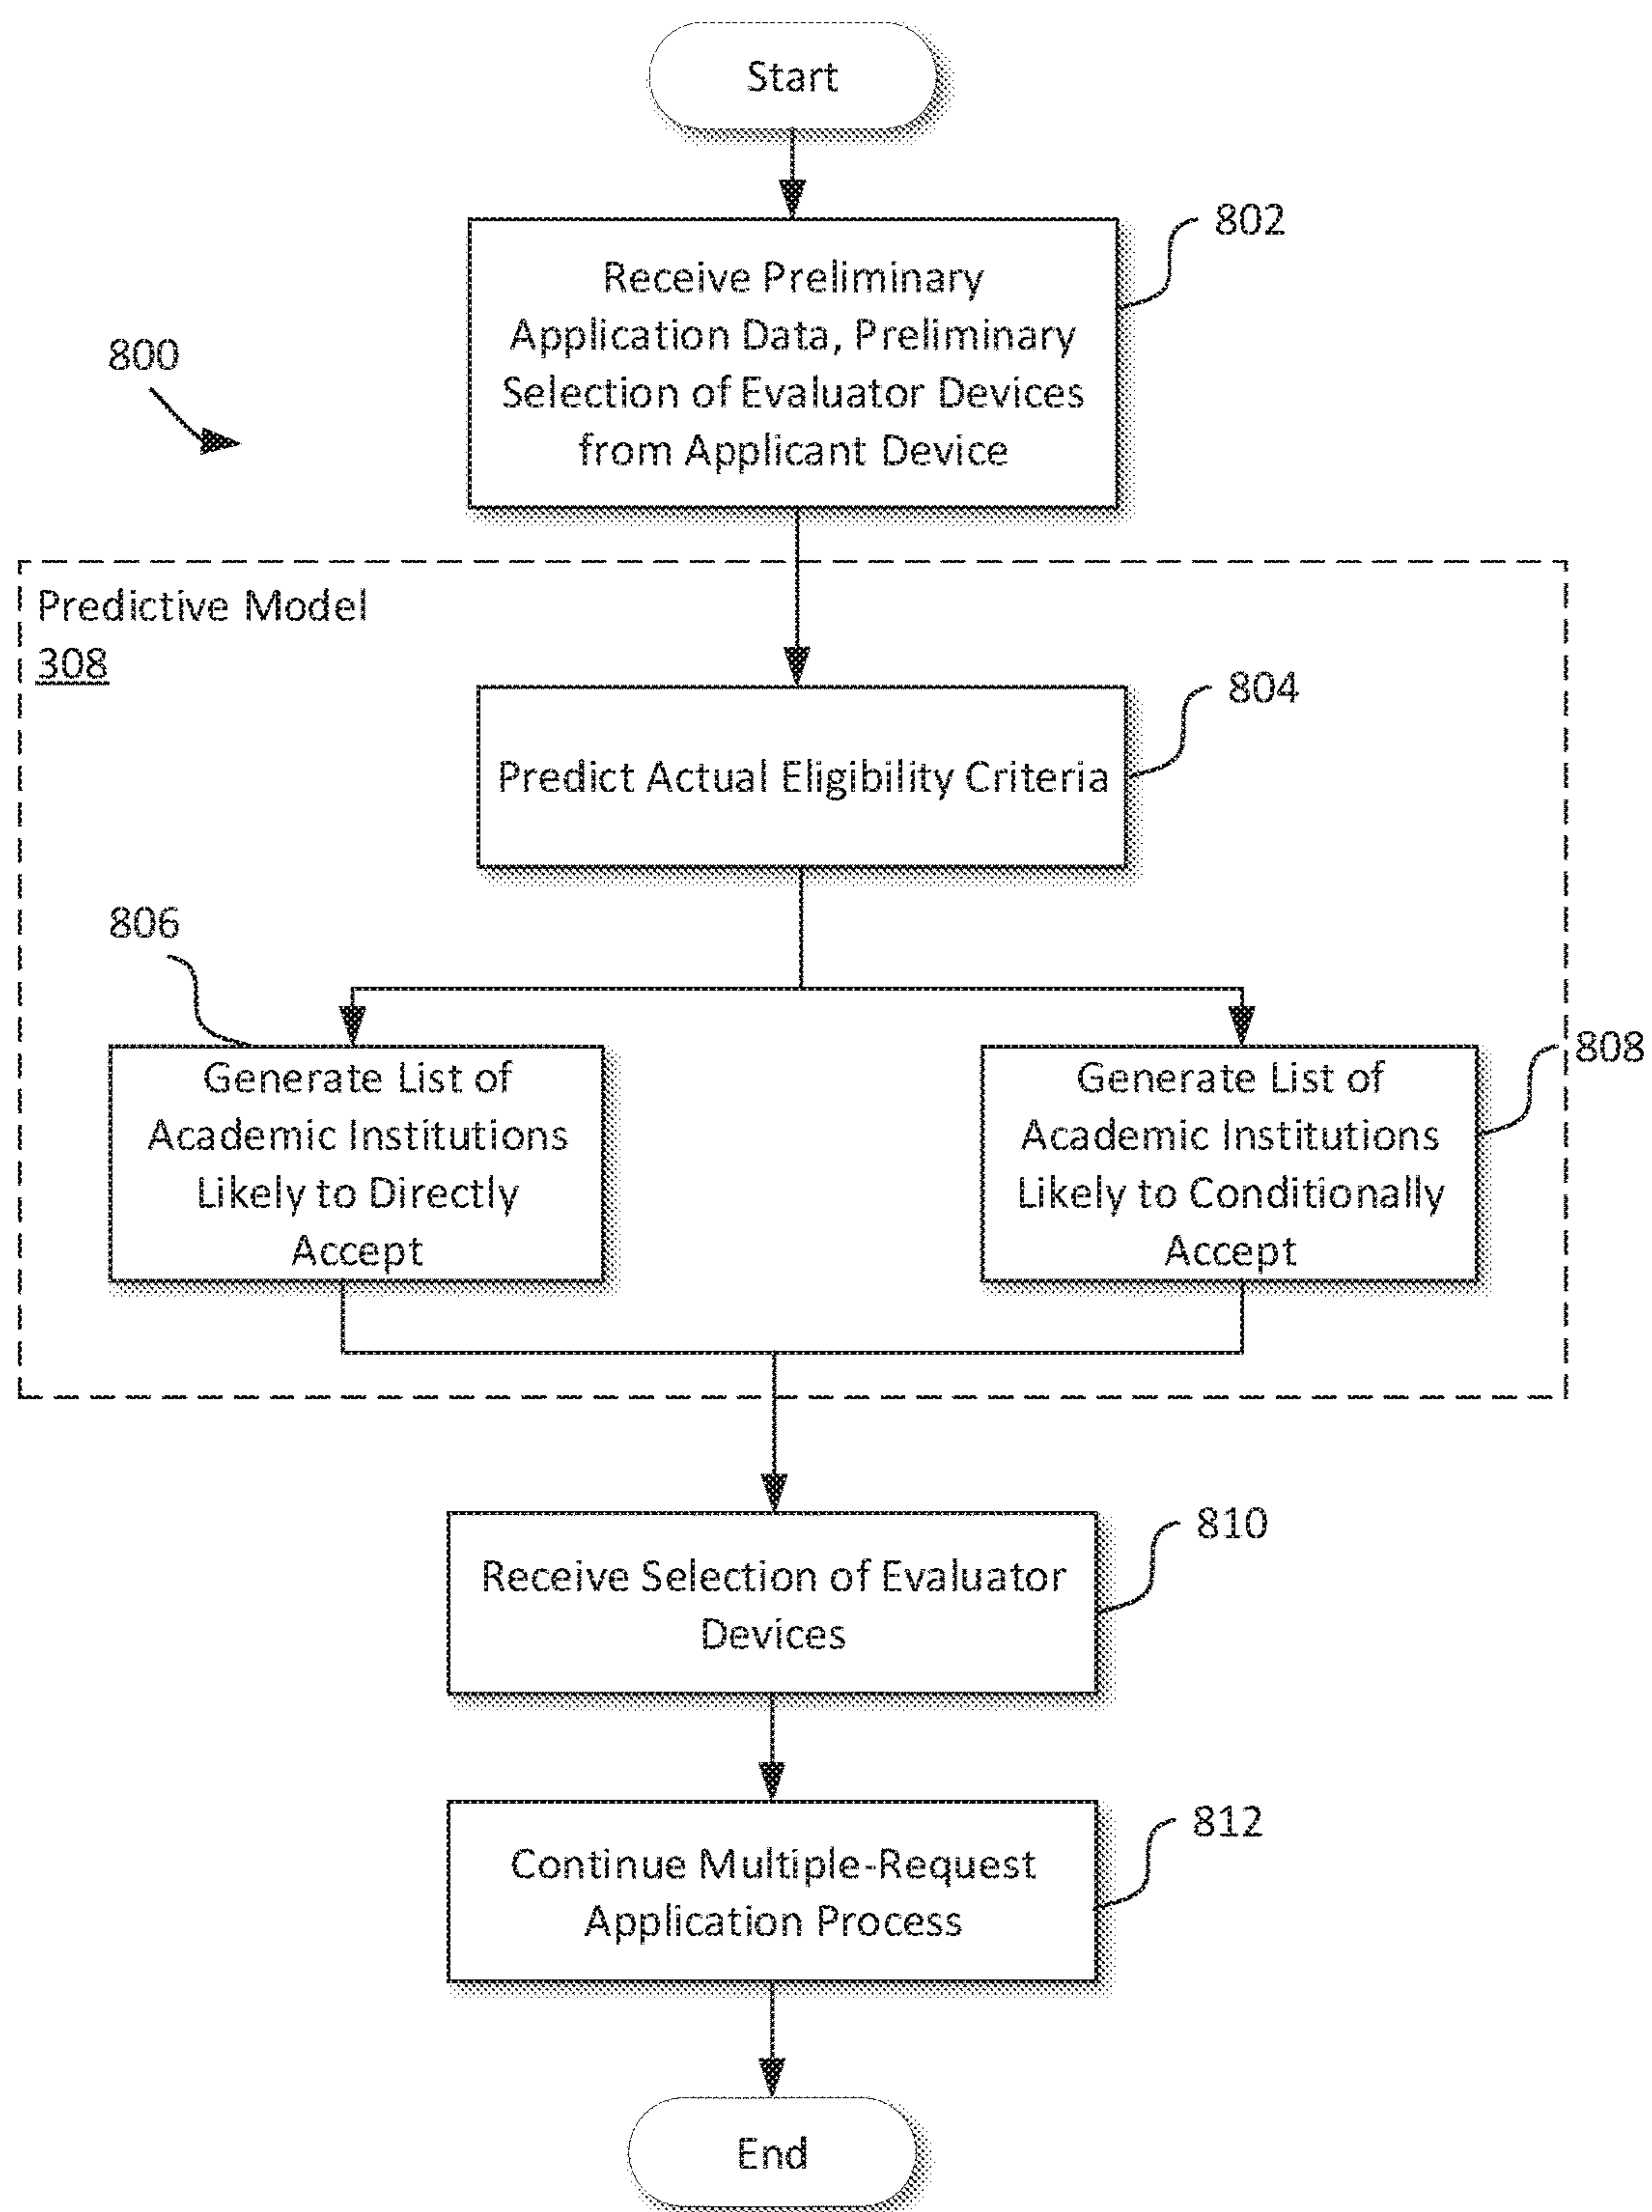 Start
802
Receive Preliminary
Application Data, Preliminary
Selection of Evaluator Devices
from Applicant Device
800
Predictive Model
308
804
Predict Actual Eligibility Criteria
806
Generate List of
Academic Institutions
Likely to Directly
Accept
808
Generate List of
Academic Institutions
Likely to Conditionally
Accept
810
Receive Selection of Evaluator
Devices
812
Continue Multiple-Request
Application Process
End